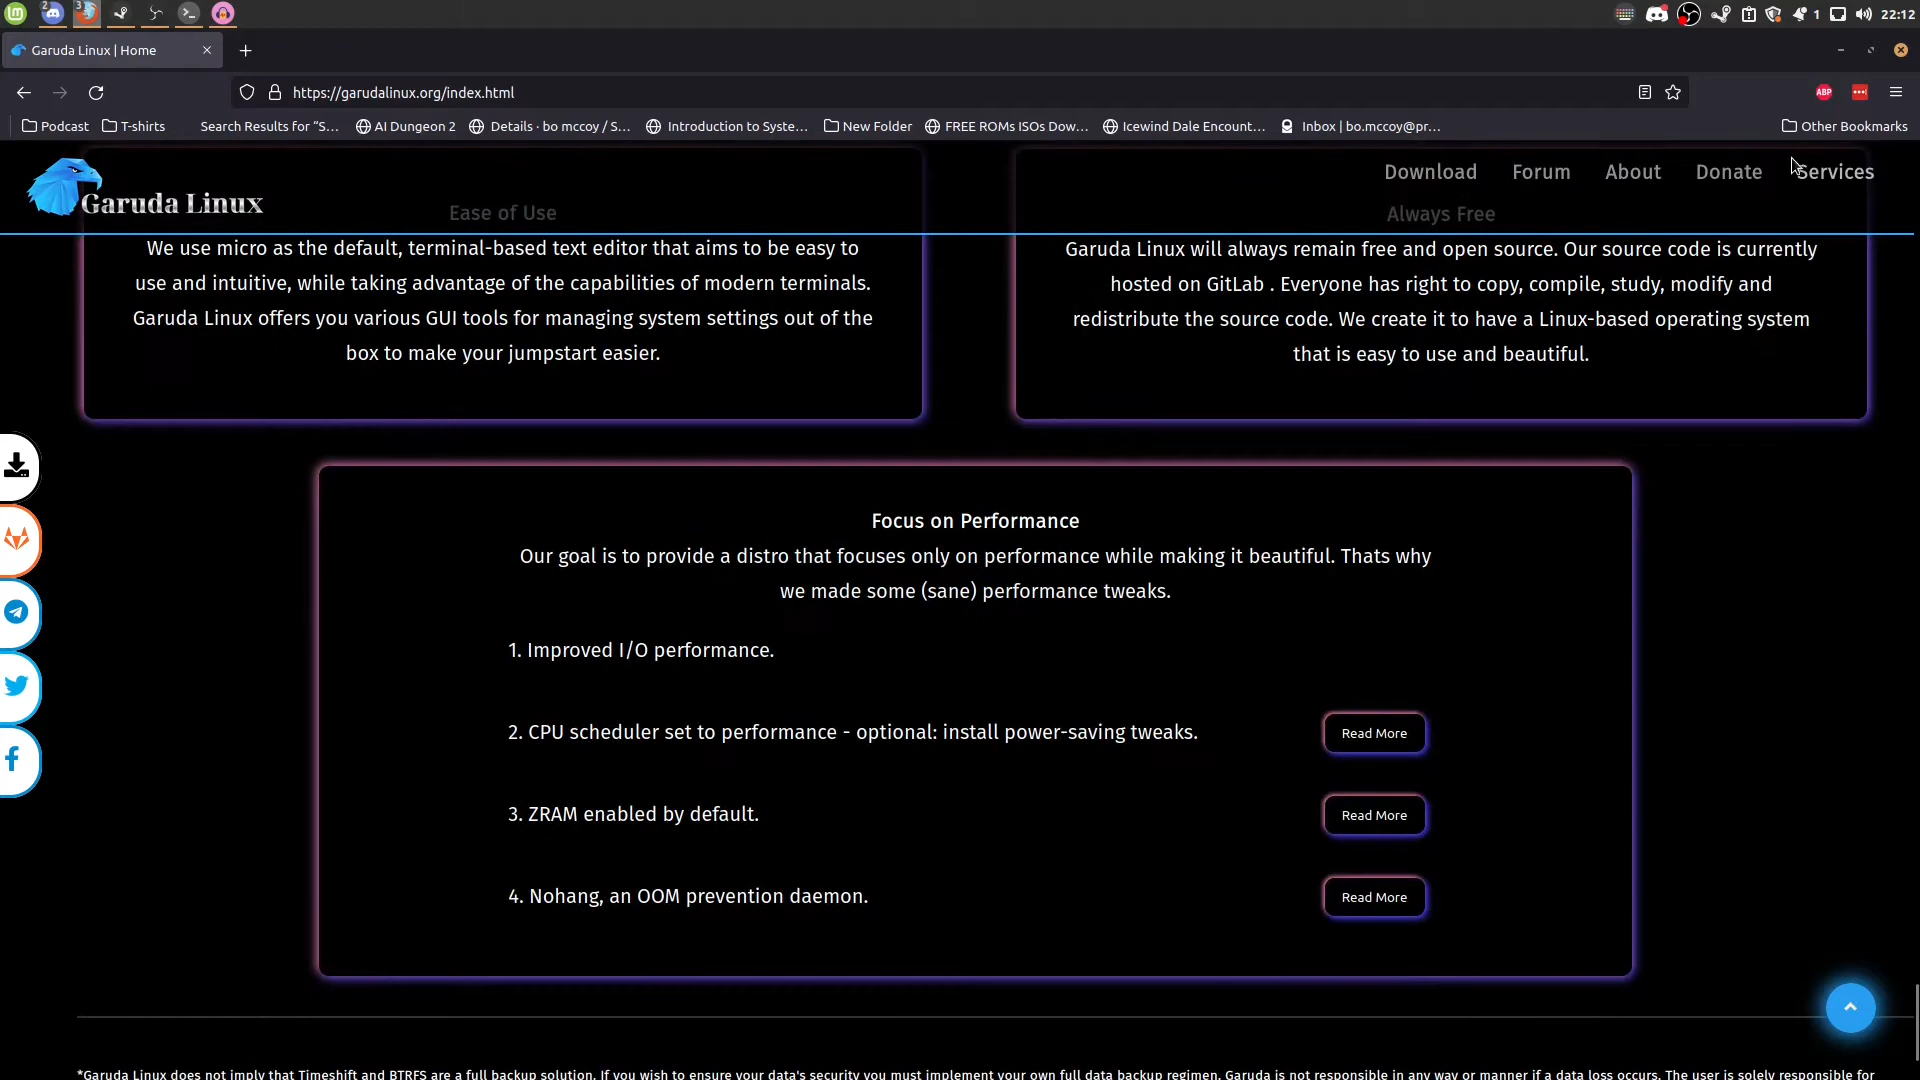 2
3
1
22:12
Garuda Linux | Home
https://garudalinux.org/index.html
ABP
Podcast
T-shirts
Search Results for “S...
AI Dungeon 2
Details · bo mccoy / S...
Introduction to Syste...
New Folder
FREE ROMs ISOs Dow...
Icewind Dale Encount...
Inbox | bo.mccoy@pr...
Other Bookmarks
Garuda Linux
Download
Forum
About
Donate
Services
Ease of Use
We use micro as the default, terminal-based text editor that aims to be easy to
use and intuitive, while taking advantage of the capabilities of modern terminals.
Garuda Linux offers you various GUI tools for managing system settings out of the
box to make your jumpstart easier.
Always Free
Garuda Linux will always remain free and open source. Our source code is currently
hosted on GitLab . Everyone has right to copy, compile, study, modify and
redistribute the source code. We create it to have a Linux-based operating system
that is easy to use and beautiful.
Focus on Performance
Our goal is to provide a distro that focuses only on performance while making it beautiful. Thats why
we made some (sane) performance tweaks.
1. Improved I/O performance.
2. CPU scheduler set to performance - optional: install power-saving tweaks.
Read More
3. ZRAM enabled by default.
Read More
4. Nohang, an OOM prevention daemon.
Read More
*Garuda Linux does not imply that Timeshift and BTRFS are a full backup solution. If you wish to ensure your data's security you must implement your own full data backup regimen. Garuda is not responsible in any way or manner if a data loss occurs. The user is solely responsible for